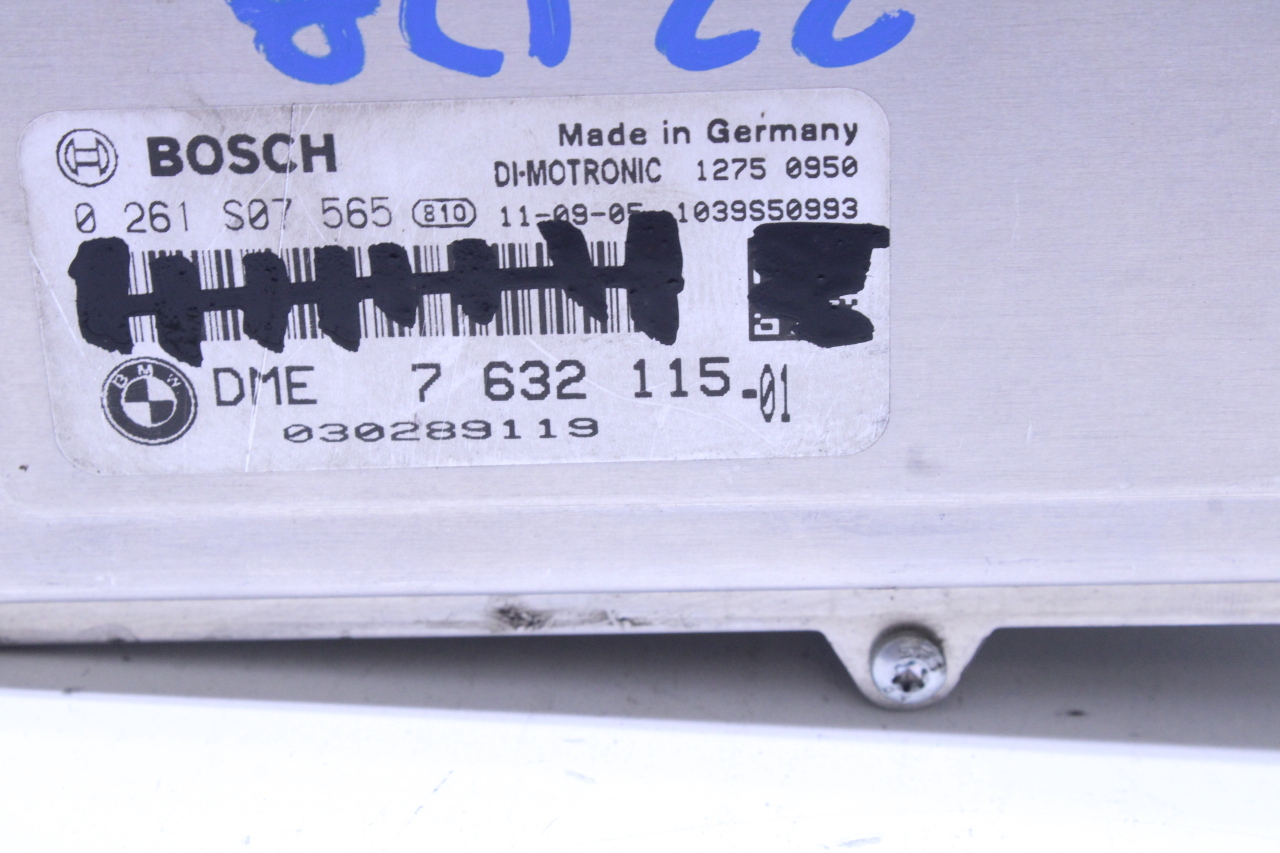 BOSCH
Made in Germany
DI·MOTRONIC 1275 0950
0 261 S07 565 810 11-09-05 1039S50993
BMW DME 7 632 115-01
030289119